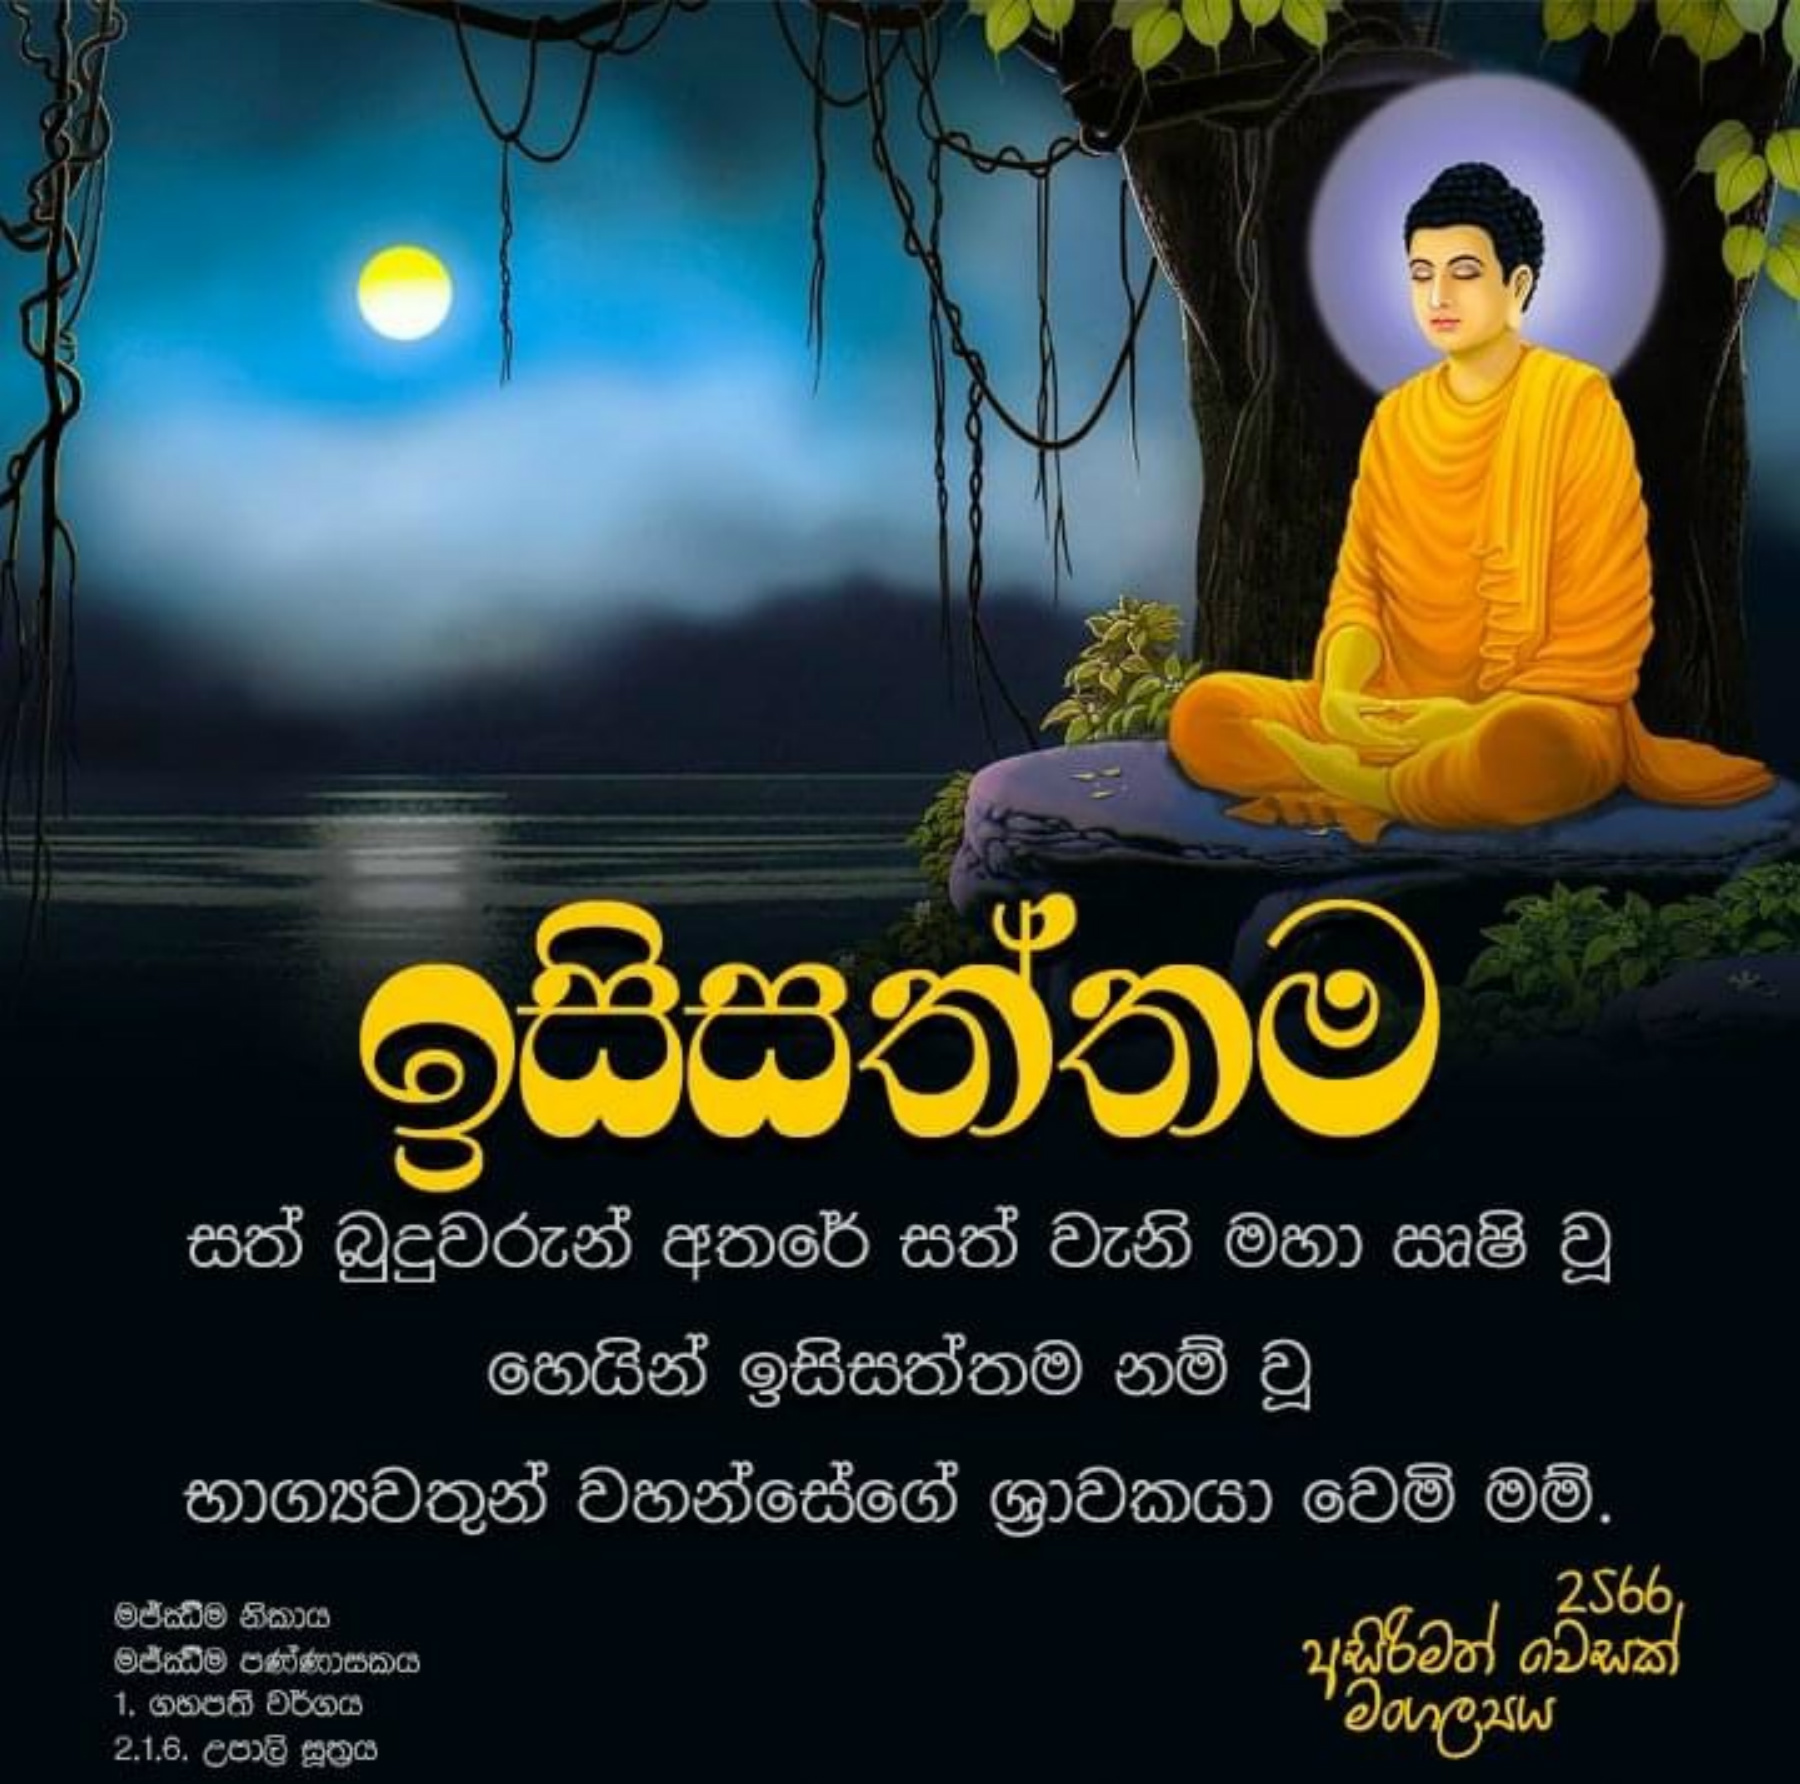 ඉසිසත්තම
සත් බුදුවරුන් අතරේ සත් වැනි මහා ඍෂි වූ
හෙයින් ඉසිසත්තම නම් වූ
භාග්‍යවතුන් වහන්සේගේ ශ්‍රාවකයා වෙමි මම්.
මජ්ඣිම නිකාය
මජ්ඣිම පණ්ණාසකය
1. ගහපති වර්ගය
2.1.6. උපාලි සූත්‍රය
2566
අසිරිමත් වෙසක්
මංගල්‍යය